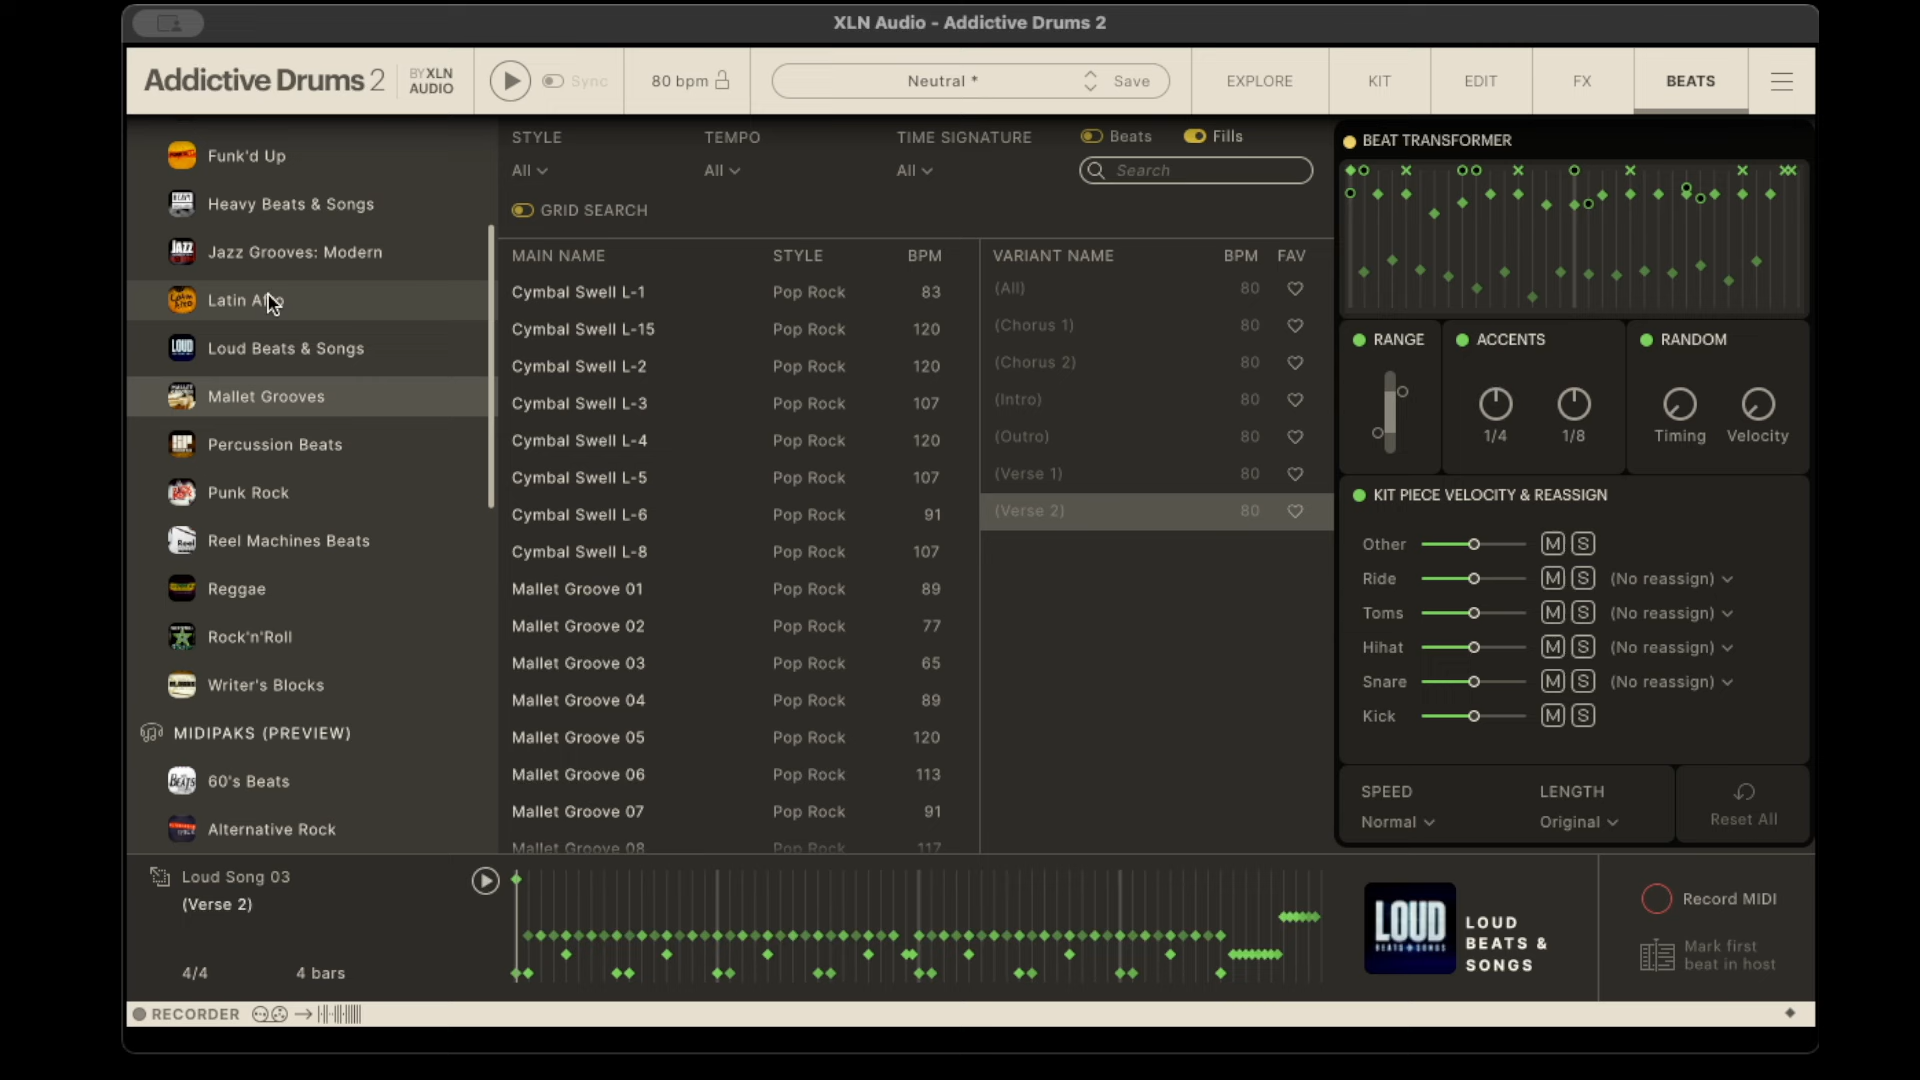 XLN Audio - Addictive Drums 2
Addictive Drums 2
BY XLN
AUDIO
Sync
80 bpm
Neutral *
Save
EXPLORE
KIT
EDIT
FX
BEATS
Funk'd Up
Heavy Beats & Songs
Jazz Grooves: Modern
Latin Afro
Loud Beats & Songs
Mallet Grooves
Percussion Beats
Punk Rock
Reel Machines Beats
Reggae
Rock'n'Roll
Writer's Blocks
MIDIPAKS (PREVIEW)
60's Beats
Alternative Rock
STYLE TEMPO TIME SIGNATURE
All All All
Beats Fills
Search
GRID SEARCH
MAIN NAME STYLE BPM
Cymbal Swell L-1 Pop Rock 83
Cymbal Swell L-15 Pop Rock 120
Cymbal Swell L-2 Pop Rock 120
Cymbal Swell L-3 Pop Rock 107
Cymbal Swell L-4 Pop Rock 120
Cymbal Swell L-5 Pop Rock 107
Cymbal Swell L-6 Pop Rock 91
Cymbal Swell L-8 Pop Rock 107
Mallet Groove 01 Pop Rock 89
Mallet Groove 02 Pop Rock 77
Mallet Groove 03 Pop Rock 65
Mallet Groove 04 Pop Rock 89
Mallet Groove 05 Pop Rock 120
Mallet Groove 06 Pop Rock 113
Mallet Groove 07 Pop Rock 91
Mallet Groove 08 Pop Rock 117
VARIANT NAME BPM FAV
(All) 80
(Chorus 1) 80
(Chorus 2) 80
(Intro) 80
(Outro) 80
(Verse 1) 80
(Verse 2) 80
BEAT TRANSFORMER
RANGE ACCENTS RANDOM
1/4 1/8 Timing Velocity
KIT PIECE VELOCITY & REASSIGN
Other M S
Ride M S (No reassign)
Toms M S (No reassign)
Hihat M S (No reassign)
Snare M S (No reassign)
Kick M S
SPEED LENGTH
Normal Original Reset All
Loud Song 03
(Verse 2)
4/4 4 bars
LOUD
BEATS & SONGS
LOUD
BEATS &
SONGS
Record MIDI
Mark first
beat in host
RECORDER